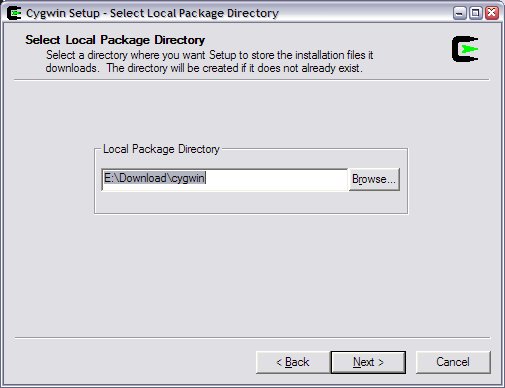 Cygwin Setup - Select Local Package Directory
Select Local Package Directory
Select a directory where you want Setup to store the installation files it
downloads. The directory will be created if it does not already exist.
Local Package Directory
E:\Download\cygwin
Browse...
< Back
Next >
Cancel